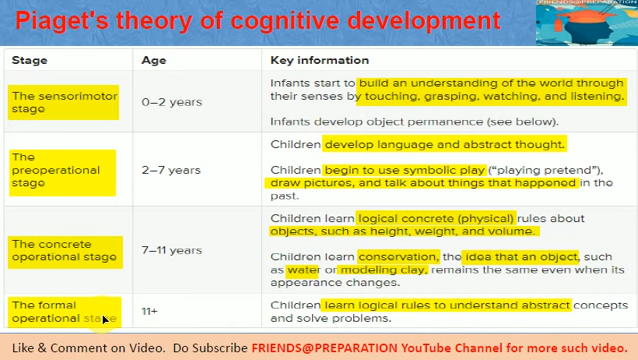 Piaget's theory of cognitive development
FRIENDS@PREPARATION
Stage Age Key information
The sensorimotor stage 0–2 years Infants start to build an understanding of the world through
their senses by touching, grasping, watching, and listening.
Infants develop object permanence (see below).
The preoperational stage 2–7 years Children develop language and abstract thought.
Children begin to use symbolic play ("playing pretend"),
draw pictures, and talk about things that happened in the
past.
The concrete operational stage 7–11 years Children learn logical concrete (physical) rules about
objects, such as height, weight, and volume.
Children learn conservation, the idea that an object, such
as water or modeling clay, remains the same even when its
appearance changes.
The formal operational stage 11+ Children learn logical rules to understand abstract concepts
and solve problems.
Like & Comment on Video. Do Subscribe FRIENDS@PREPARATION YouTube Channel for more such video.